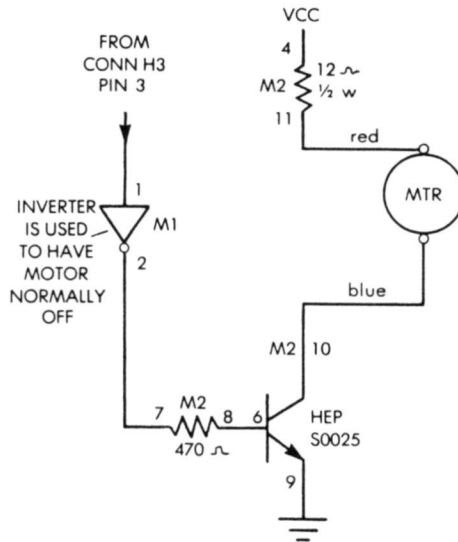 VCC
4
FROM
CONN H3
PIN 3
M2
12 Ω
½ W
11
red
1
MTR
INVERTER
IS USED
TO HAVE
MOTOR
NORMALLY
OFF
M1
2
blue
M2 10
M2
7
8
6
HEP
S0025
470 Ω
9